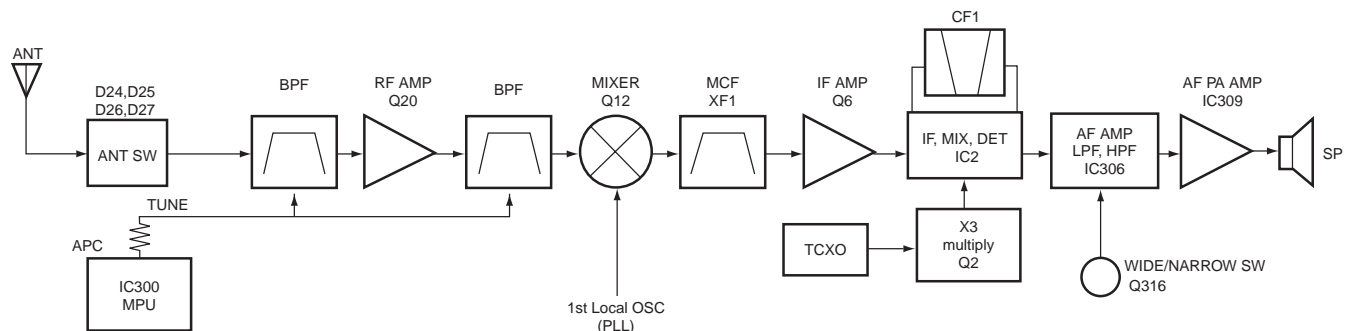 ANT
D24,D25
D26,D27
ANT SW
BPF
RF AMP
Q20
BPF
MIXER
Q12
MCF
XF1
IF AMP
Q6
CF1
IF, MIX, DET
IC2
AF AMP
LPF, HPF
IC306
AF PA AMP
IC309
SP
TUNE
APC
IC300
MPU
1st Local OSC
(PLL)
TCXO
X3
multiply
Q2
WIDE/NARROW SW
Q316